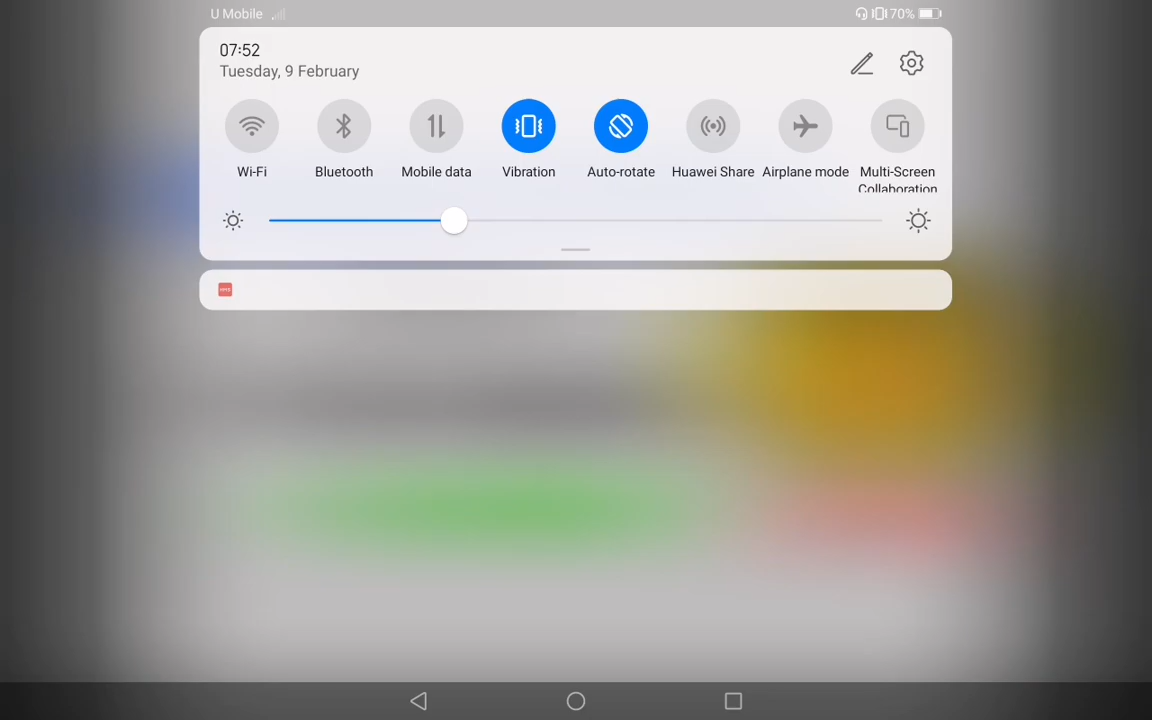 U Mobile 70%
07:52
Tuesday, 9 February
Wi-Fi Bluetooth Mobile data Vibration Auto-rotate Huawei Share Airplane mode Multi-Screen
Collaboration